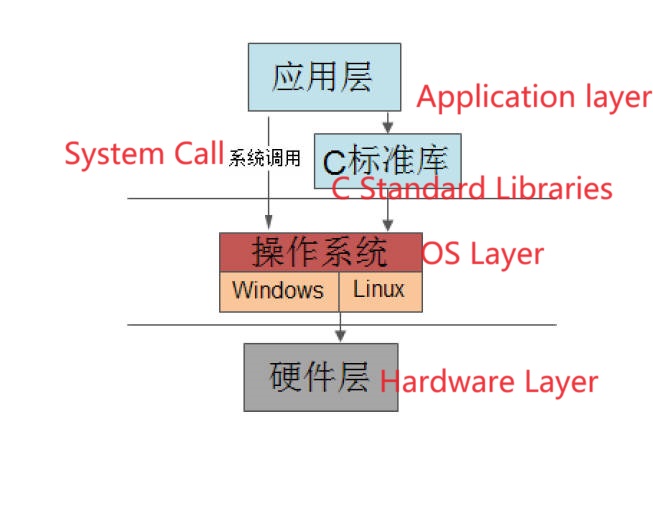 应用层
Application layer
System Call
系统调用
C标准库
C Standard Libraries
操作系统
OS Layer
Windows
Linux
硬件层
Hardware Layer